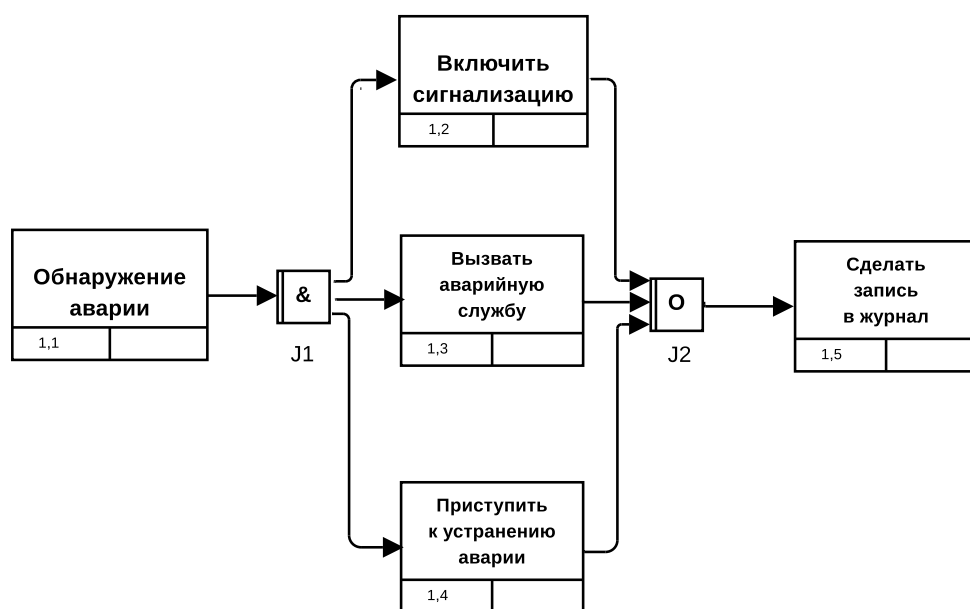 Обнаружение
аварии
1,1
&
J1
Включить
сигнализацию
1,2
Вызвать
аварийную
службу
1,3
Приступить
к устранению
аварии
1,4
O
J2
Сделать
запись
в журнал
1,5